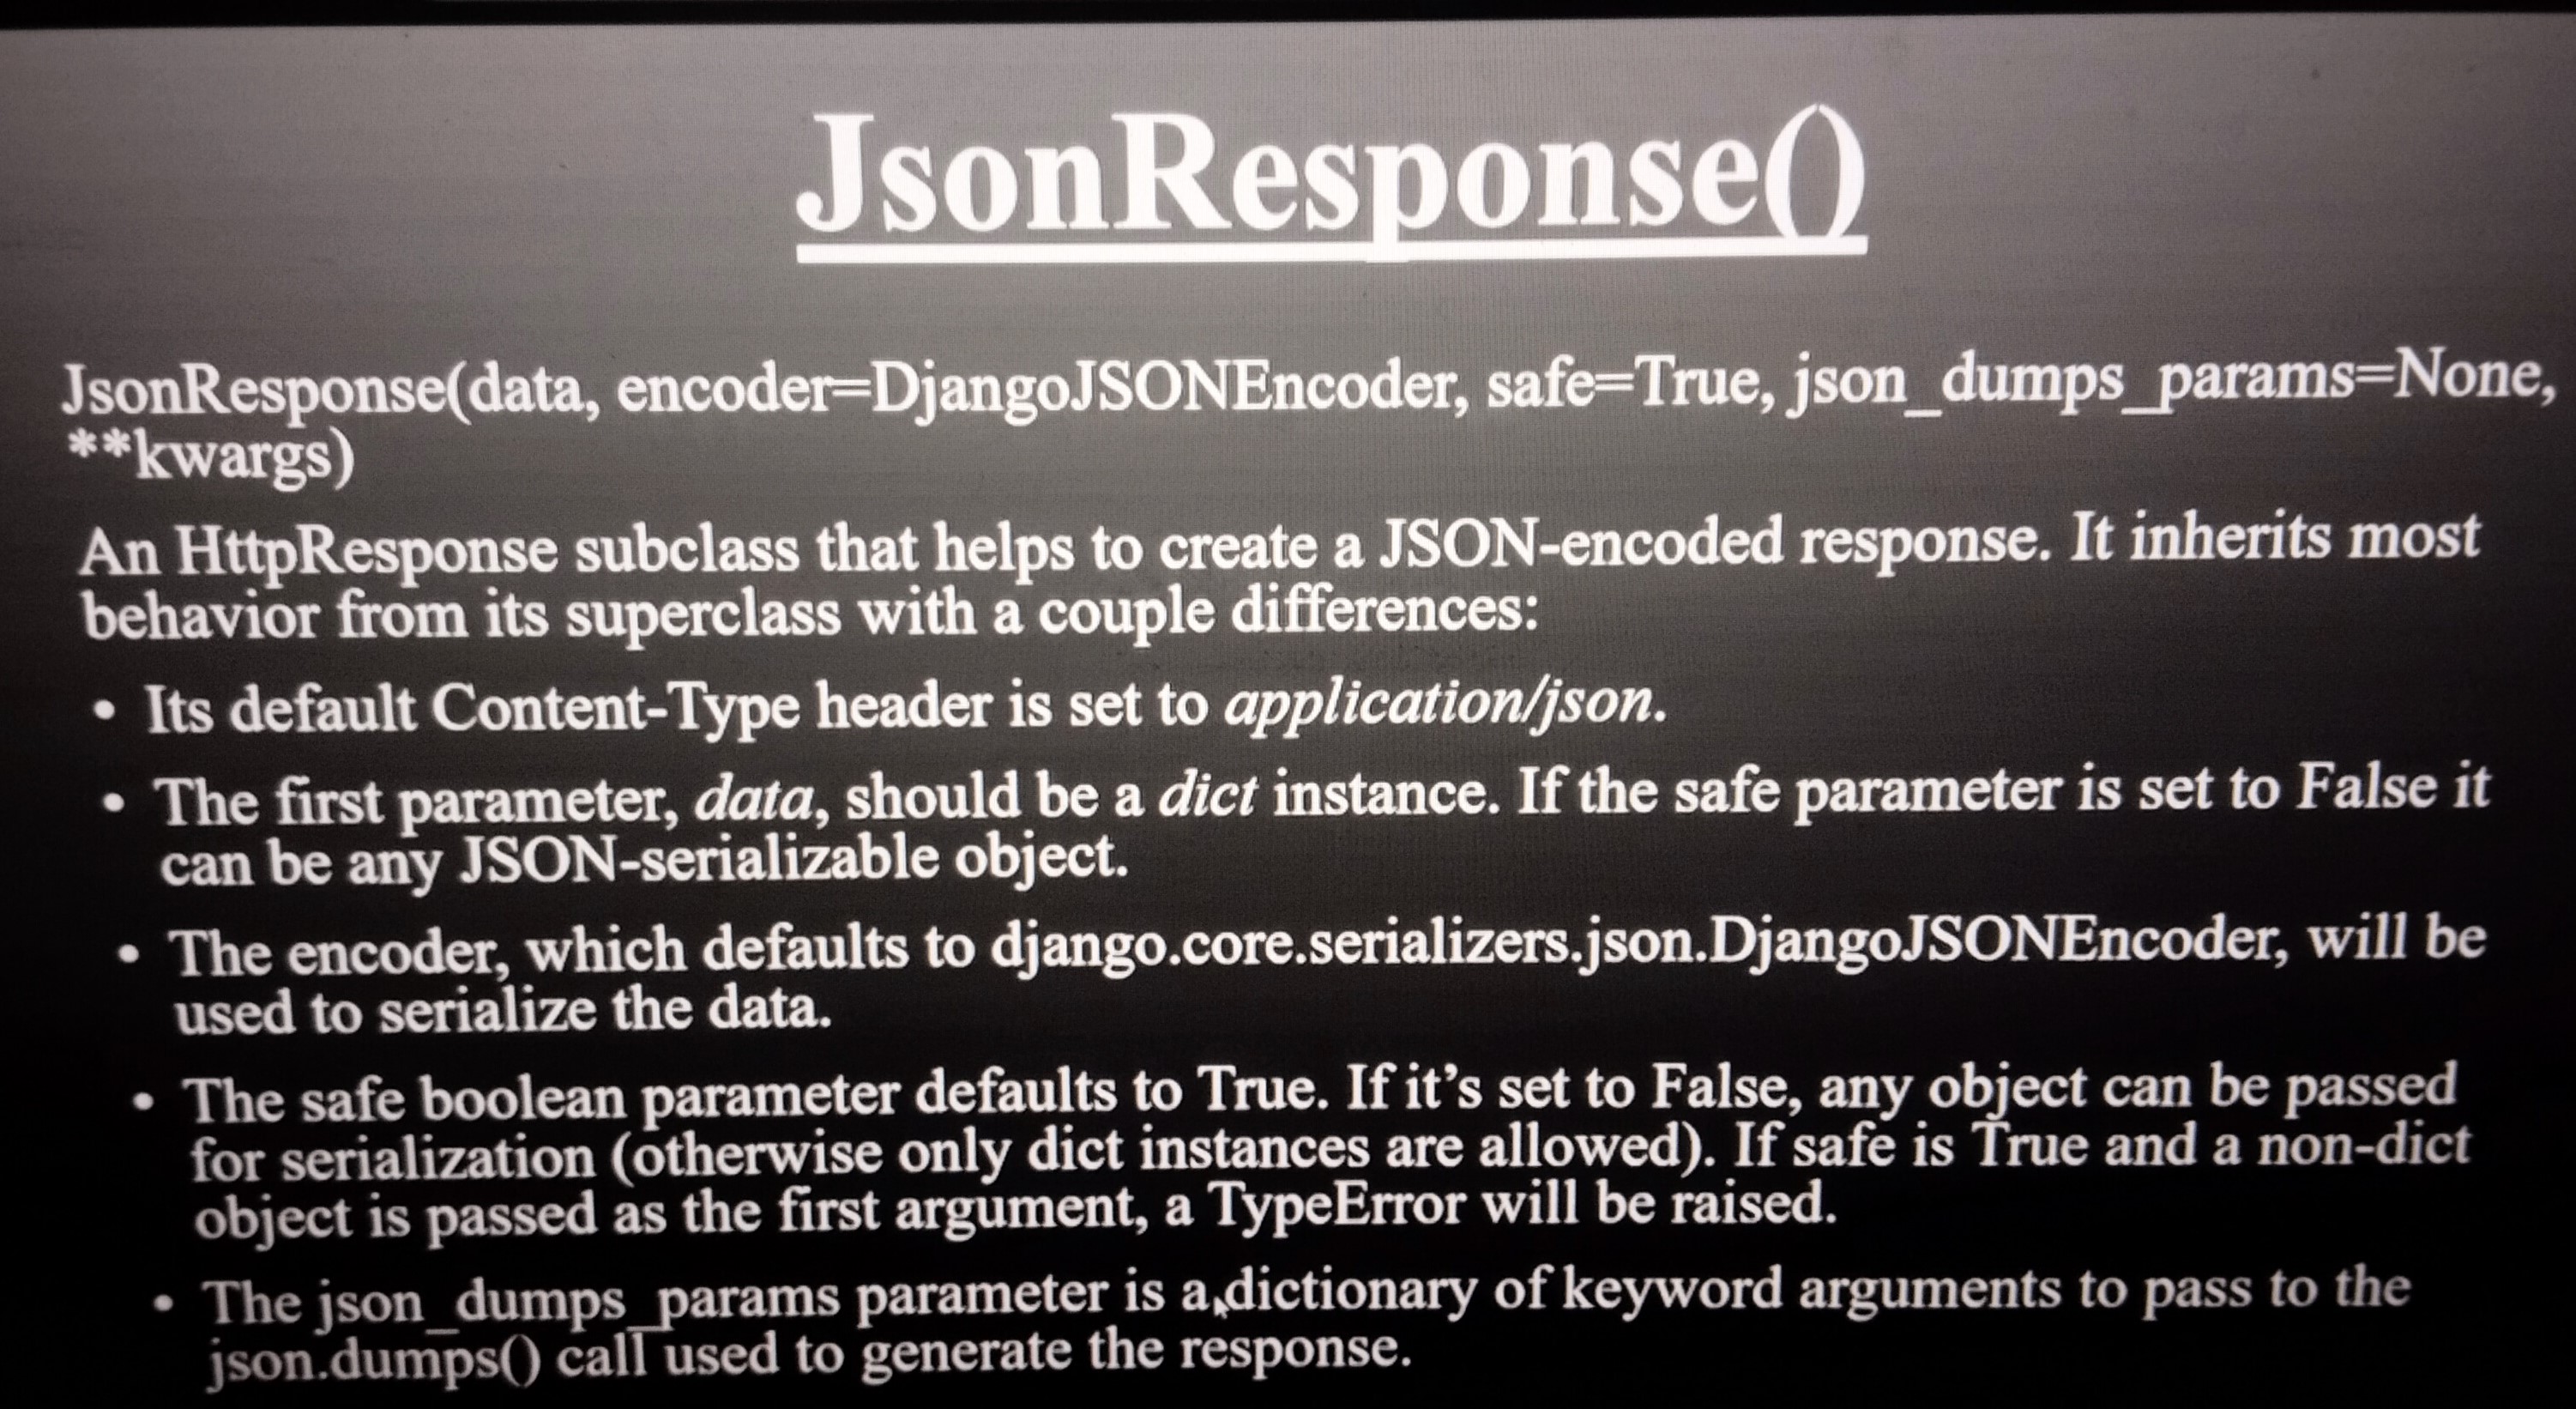 JsonResponse()
JsonResponse(data, encoder=DjangoJSONEncoder, safe=True, json_dumps_params=None,
**kwargs)
An HttpResponse subclass that helps to create a JSON-encoded response. It inherits most
behavior from its superclass with a couple differences:
• Its default Content-Type header is set to application/json.
• The first parameter, data, should be a dict instance. If the safe parameter is set to False it
can be any JSON-serializable object.
• The encoder, which defaults to django.core.serializers.json.DjangoJSONEncoder, will be
used to serialize the data.
• The safe boolean parameter defaults to True. If it’s set to False, any object can be passed
for serialization (otherwise only dict instances are allowed). If safe is True and a non-dict
object is passed as the first argument, a TypeError will be raised.
• The json_dumps_params parameter is a dictionary of keyword arguments to pass to the
json.dumps() call used to generate the response.